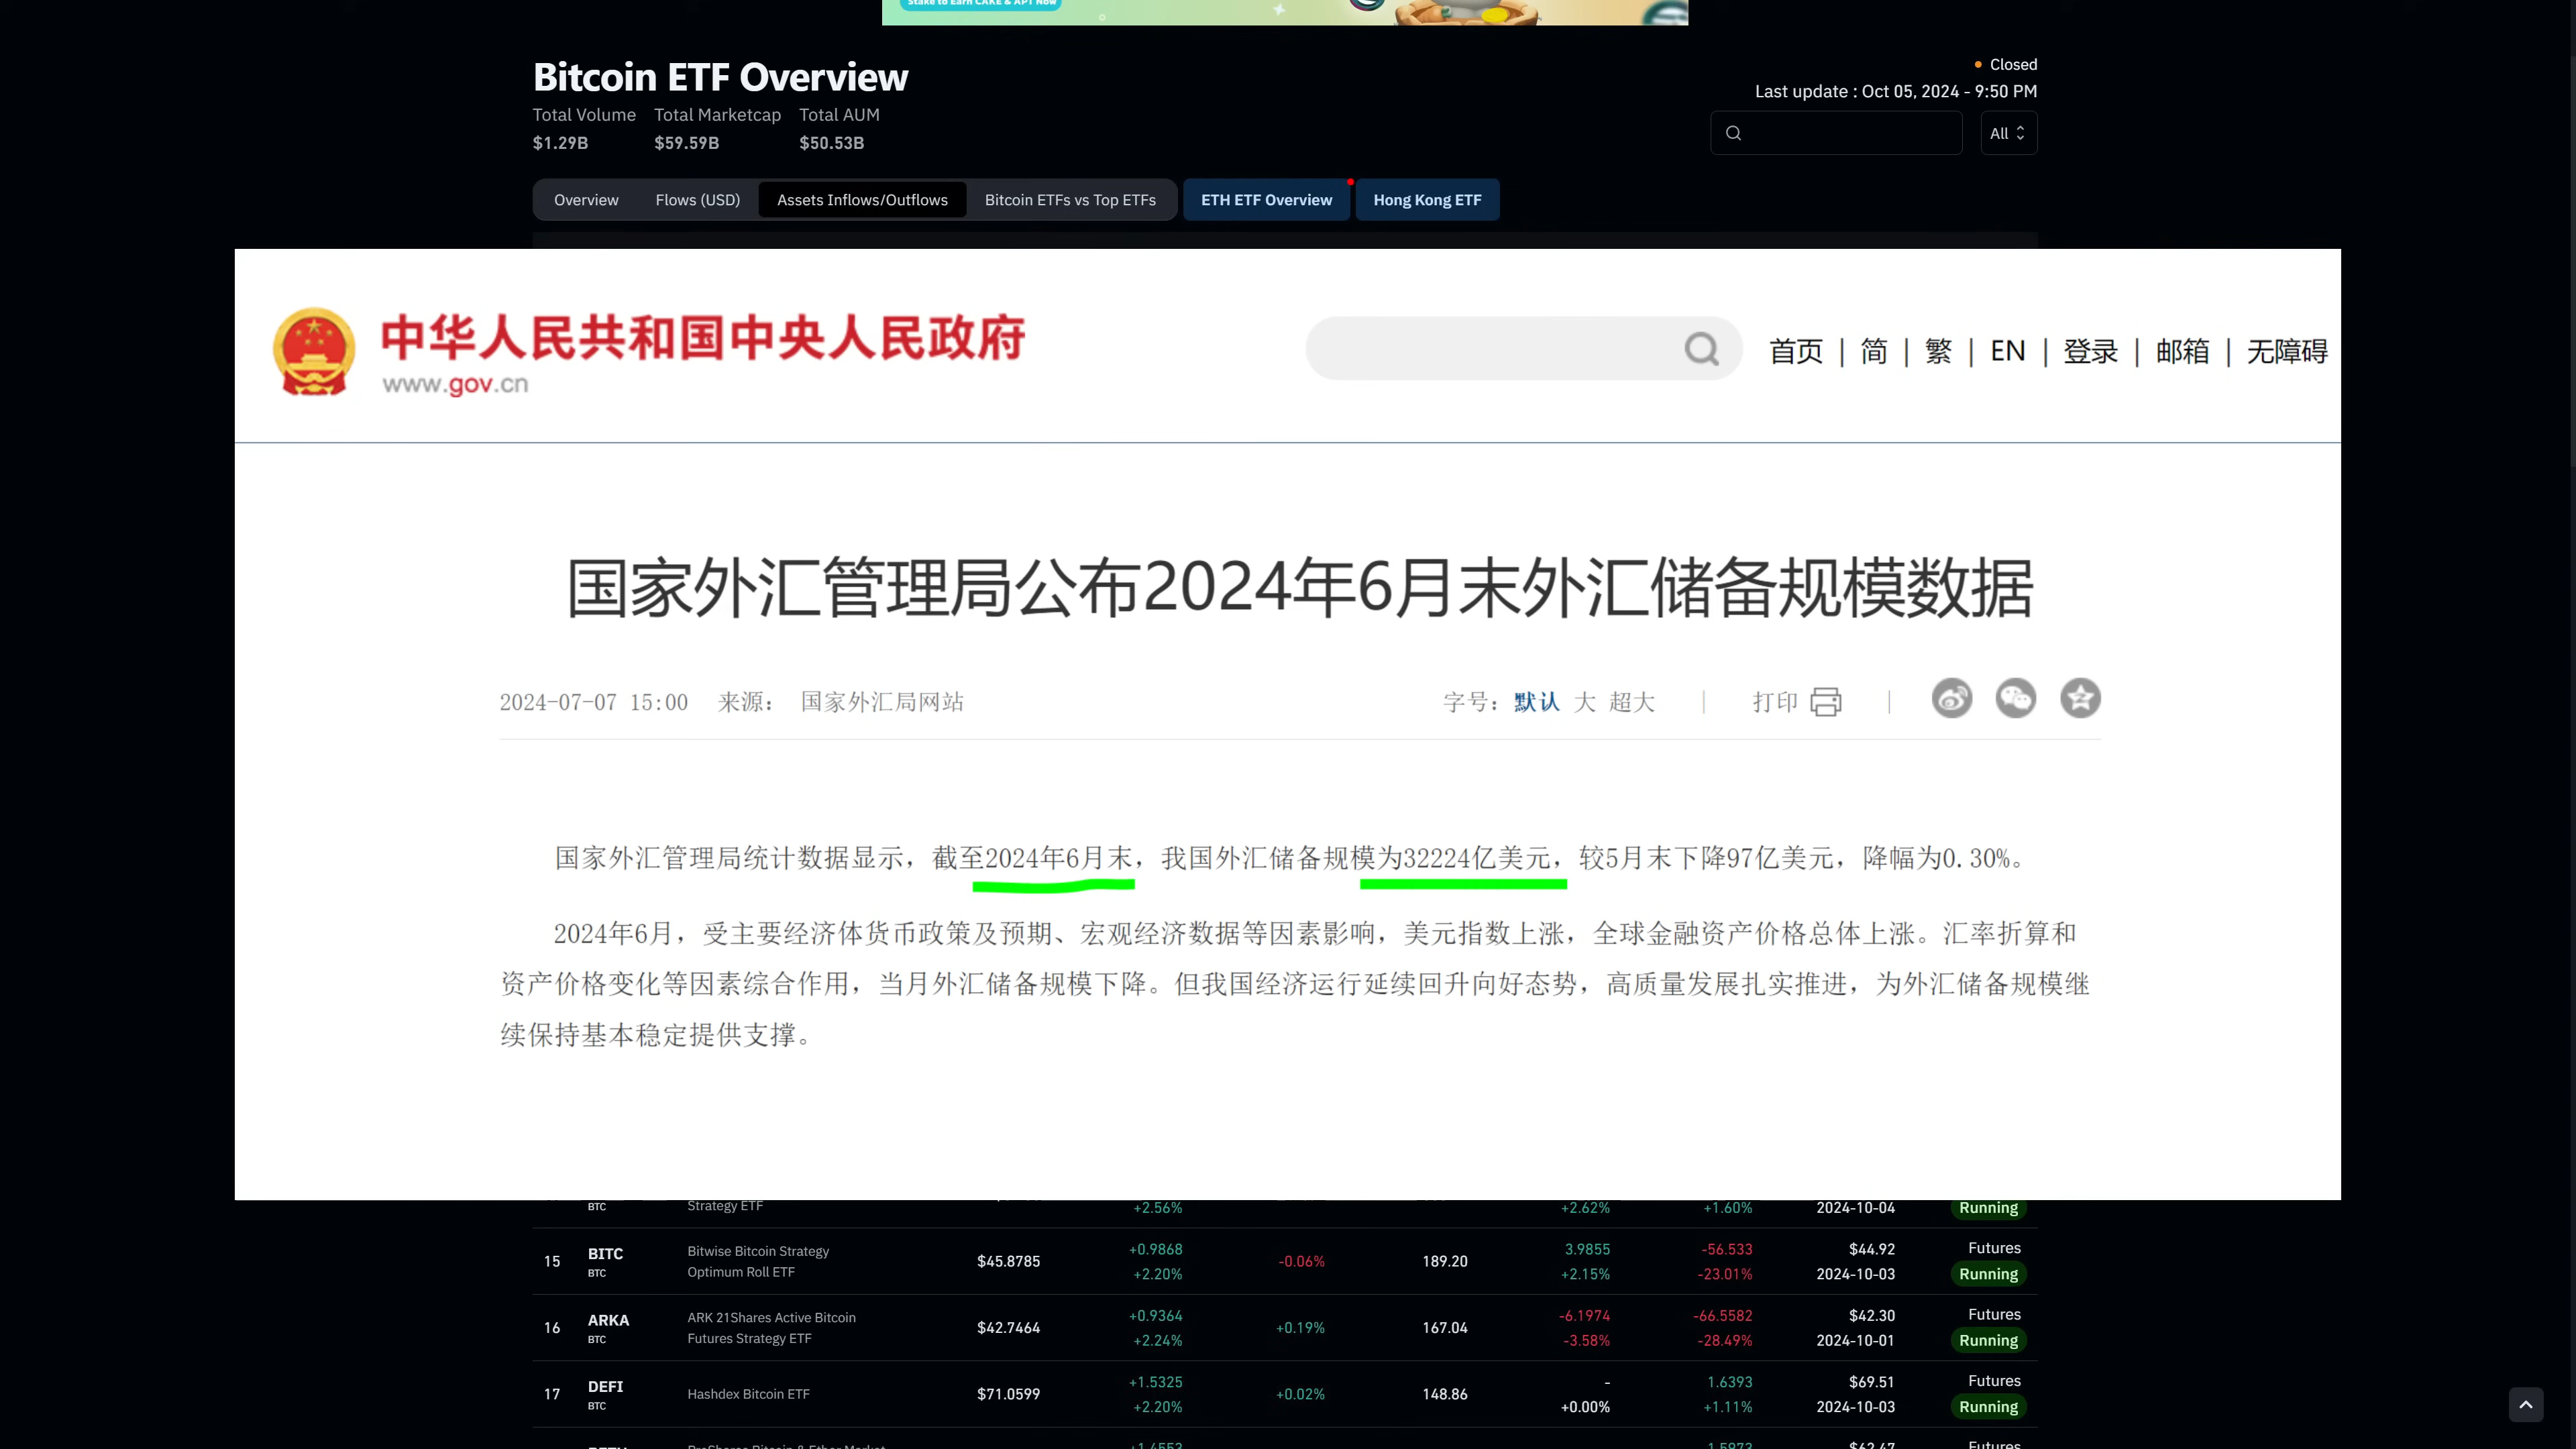 Stake to Earn CAKE & APT Now
Bitcoin ETF Overview
Closed
Last update : Oct 05, 2024 - 9:50 PM
Total Volume Total Marketcap Total AUM
$1.29B $59.59B $50.53B
All
Overview Flows (USD) Assets Inflows/Outflows Bitcoin ETFs vs Top ETFs ETH ETF Overview Hong Kong ETF
中华人民共和国中央人民政府
www.gov.cn
首页 | 简 | 繁 | EN | 登录 | 邮箱 | 无障碍
国家外汇管理局公布2024年6月末外汇储备规模数据
2024-07-07 15:00 来源： 国家外汇局网站 字号：默认 大 超大 | 打印 |
国家外汇管理局统计数据显示，截至2024年6月末，我国外汇储备规模为32224亿美元，较5月末下降97亿美元，降幅为0.30%。
2024年6月，受主要经济体货币政策及预期、宏观经济数据等因素影响，美元指数上涨，全球金融资产价格总体上涨。汇率折算和
资产价格变化等因素综合作用，当月外汇储备规模下降。但我国经济运行延续回升向好态势，高质量发展扎实推进，为外汇储备规模继
续保持基本稳定提供支撑。
BTC Strategy ETF +2.56% +2.62% +1.60% 2024-10-04 Running
15 BITC BTC Bitwise Bitcoin Strategy Optimum Roll ETF $45.8785 +0.9868 +2.20% -0.06% 189.20 3.9855 +2.15% -56.533 -23.01% $44.92 2024-10-03 Futures Running
16 ARKA BTC ARK 21Shares Active Bitcoin Futures Strategy ETF $42.7464 +0.9364 +2.24% +0.19% 167.04 -6.1974 -3.58% -66.5582 -28.49% $42.30 2024-10-01 Futures Running
17 DEFI BTC Hashdex Bitcoin ETF $71.0599 +1.5325 +2.20% +0.02% 148.86 - +0.00% 1.6393 +1.11% $69.51 2024-10-03 Futures Running